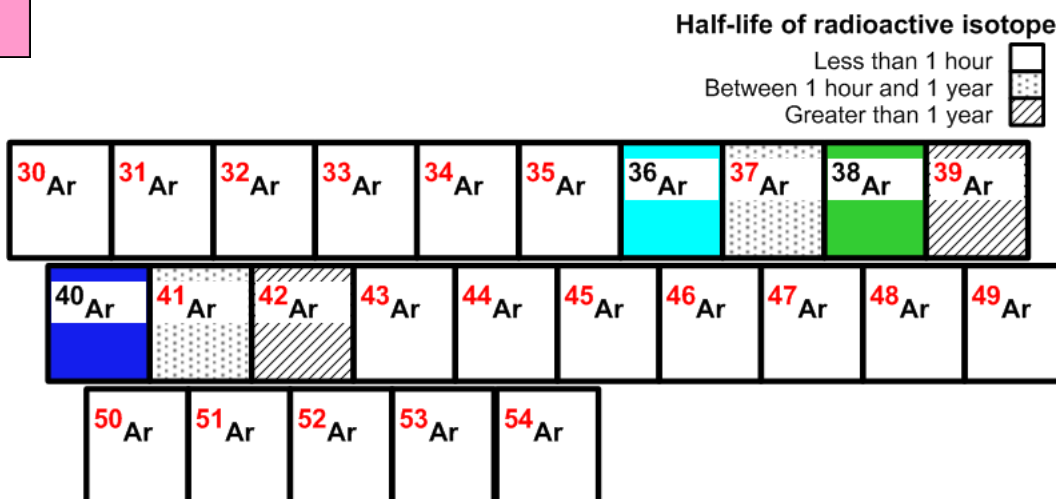 Half-life of radioactive isotope
Less than 1 hour
Between 1 hour and 1 year
Greater than 1 year
30Ar 31Ar 32Ar 33Ar 34Ar 35Ar 36Ar 37Ar 38Ar 39Ar
40Ar 41Ar 42Ar 43Ar 44Ar 45Ar 46Ar 47Ar 48Ar 49Ar
50Ar 51Ar 52Ar 53Ar 54Ar